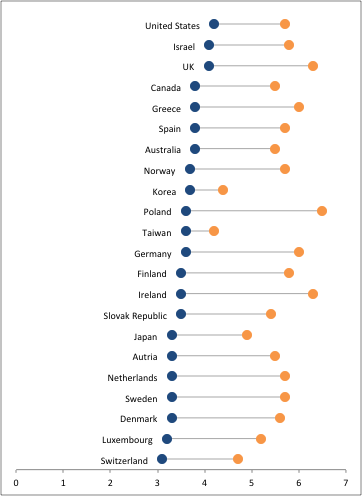 United States
Israel
UK
Canada
Greece
Spain
Australia
Norway
Korea
Poland
Taiwan
Germany
Finland
Ireland
Slovak Republic
Japan
Autria
Netherlands
Sweden
Denmark
Luxembourg
Switzerland
0 1 2 3 4 5 6 7